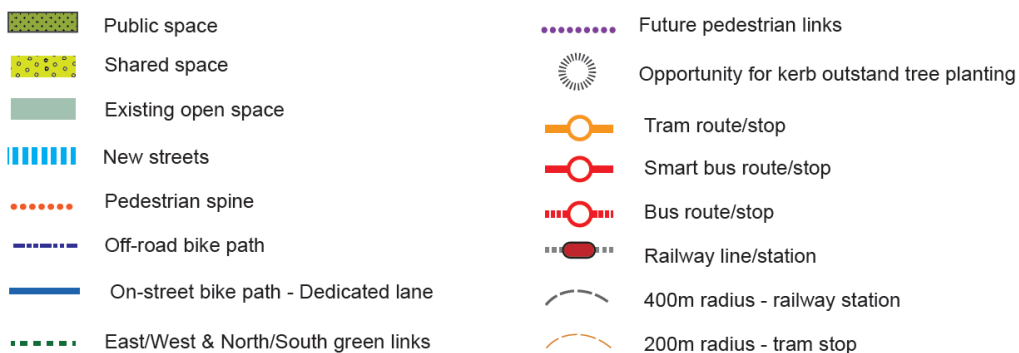 Public space
Shared space
Existing open space
New streets
Pedestrian spine
Off-road bike path
On-street bike path - Dedicated lane
East/West & North/South green links
Future pedestrian links
Opportunity for kerb outstand tree planting
Tram route/stop
Smart bus route/stop
Bus route/stop
Railway line/station
400m radius - railway station
200m radius - tram stop